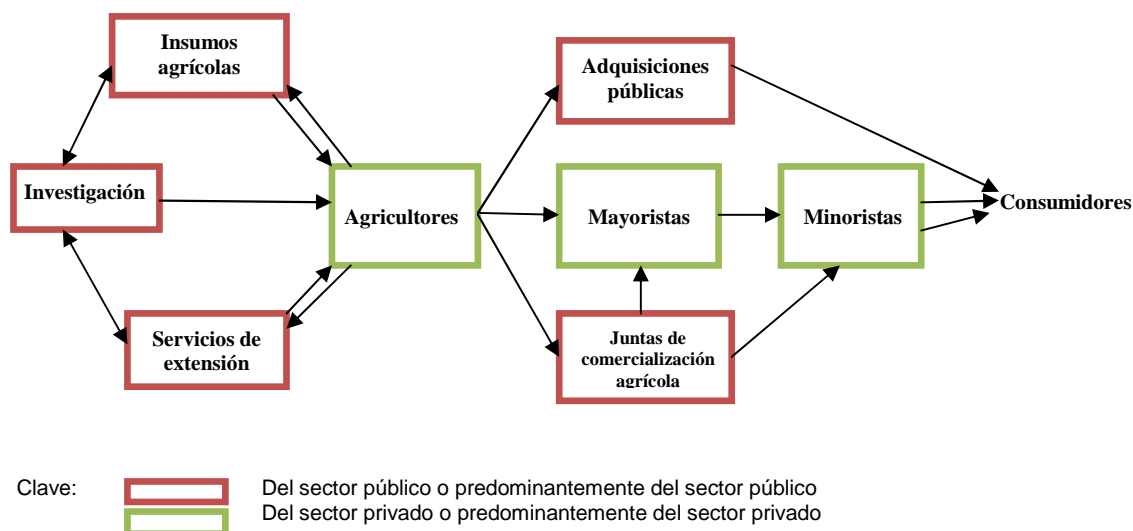 Insumos
agrícolas
Adquisiciones
públicas
Investigación
Agricultores
Mayoristas
Minoristas
Consumidores
Servicios de
extensión
Juntas de
comercialización
agrícola
Clave:
Del sector público o predominantemente del sector público
Del sector privado o predominantemente del sector privado